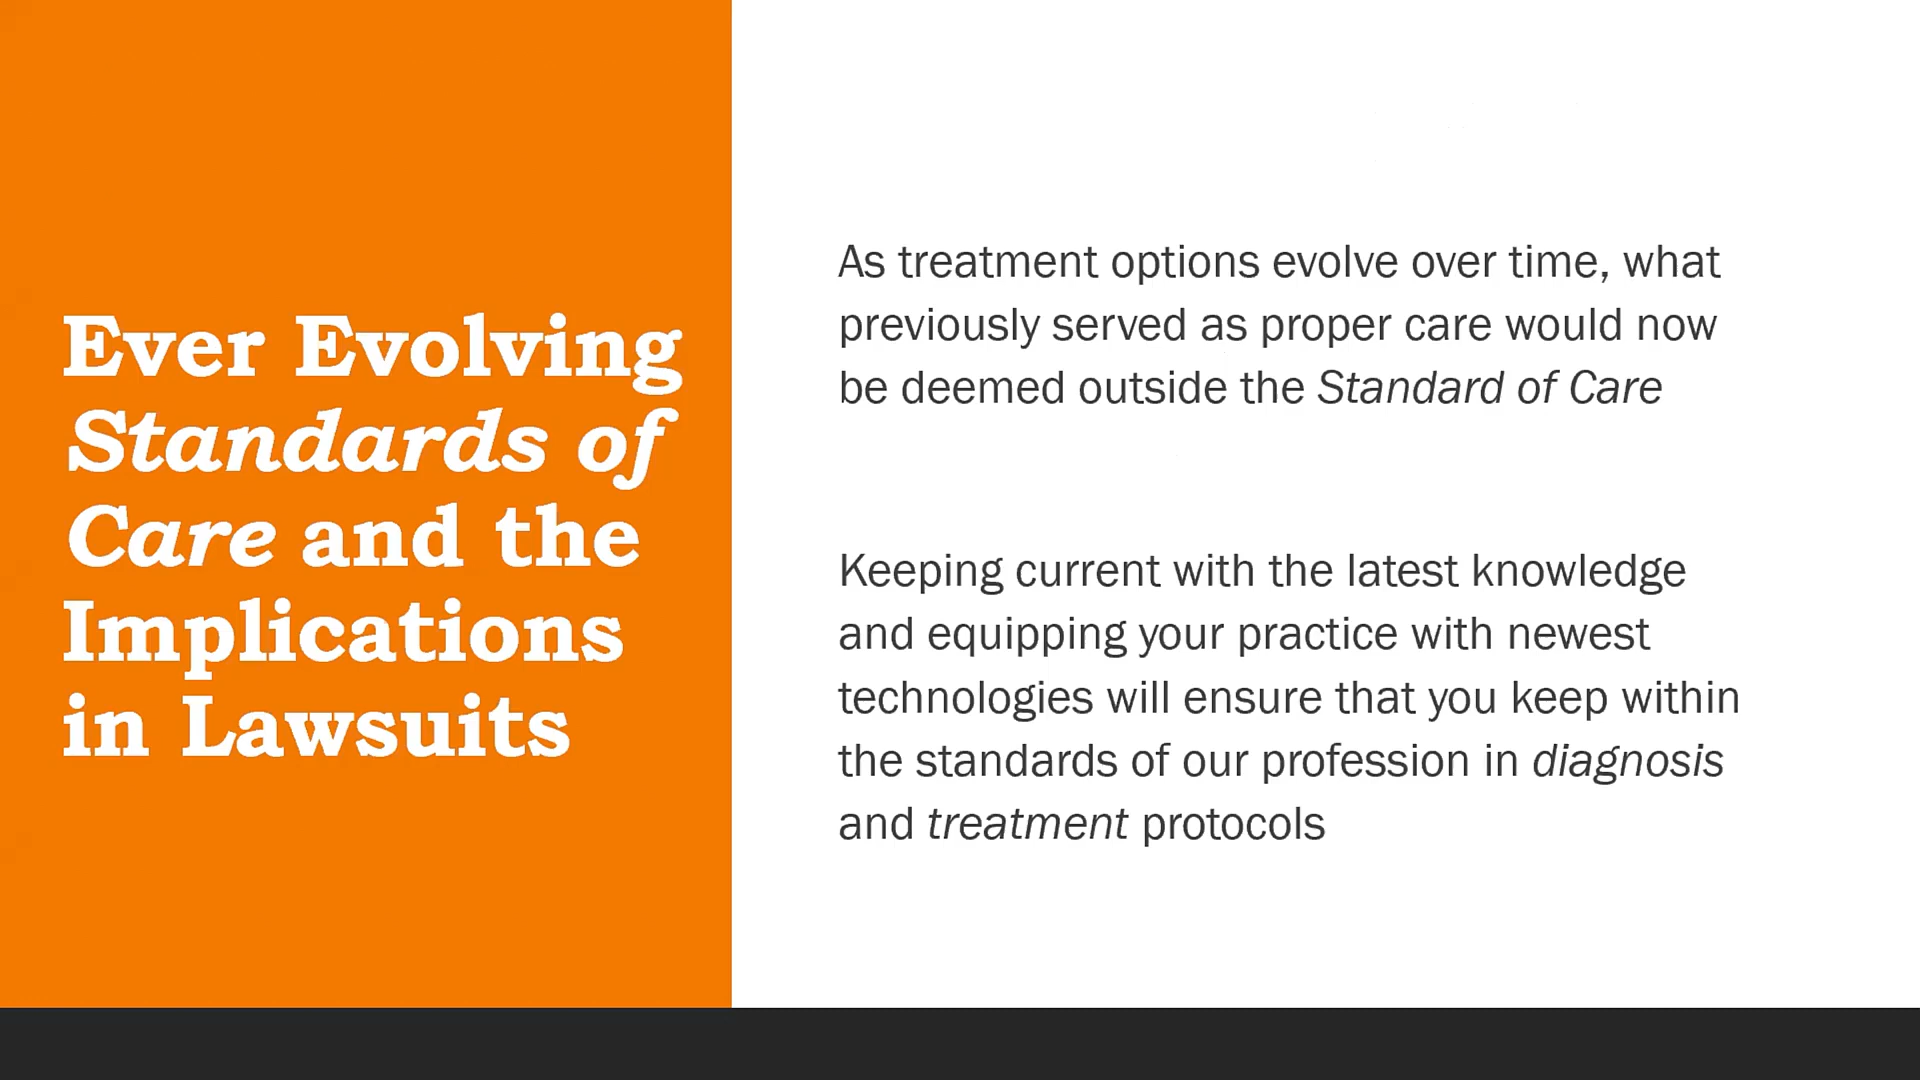 Ever Evolving
Standards of
Care and the
Implications
in Lawsuits
As treatment options evolve over time, what
previously served as proper care would now
be deemed outside the Standard of Care
Keeping current with the latest knowledge
and equipping your practice with newest
technologies will ensure that you keep within
the standards of our profession in diagnosis
and treatment protocols